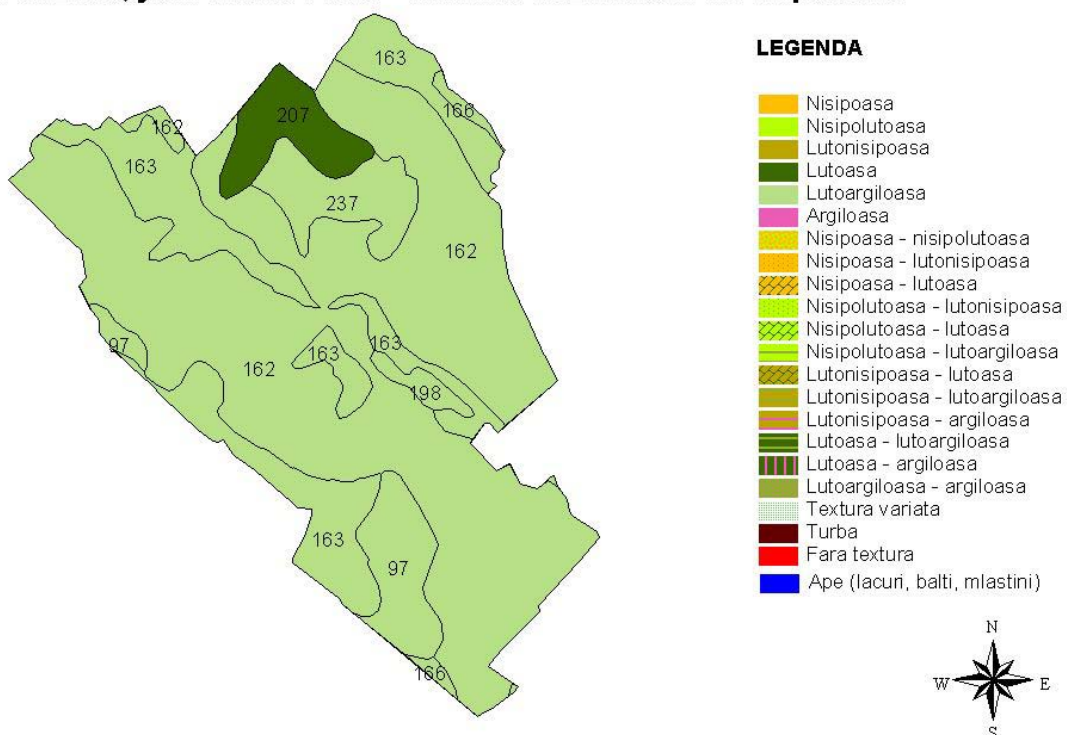 163
166
207
162
163
237
162
97
163
163
162
198
163
97
166
LEGENDA
Nisipoasa
Nisipolutoasa
Lutonisipoasa
Lutoasa
Lutoargiloasa
Argiloasa
Nisipoasa - nisipolutoasa
Nisipoasa - lutonisipoasa
Nisipoasa - lutoasa
Nisipolutoasa - lutonisipoasa
Nisipolutoasa - lutoasa
Nisipolutoasa - lutoargiloasa
Lutonisipoasa - lutoasa
Lutonisipoasa - lutoargiloasa
Lutonisipoasa - argiloasa
Lutoasa - lutoargiloasa
Lutoasa - argiloasa
Lutoargiloasa - argiloasa
Textura variata
Turba
Fara textura
Ape (lacuri, balti, mlastini)
N
W E
S